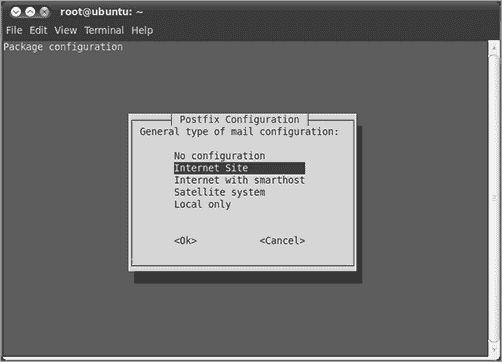 root@ubuntu: ~
File Edit View Terminal Help
Package configuration
Postfix Configuration
General type of mail configuration:
No configuration
Internet Site
Internet with smarthost
Satellite system
Local only
<Ok> <Cancel>